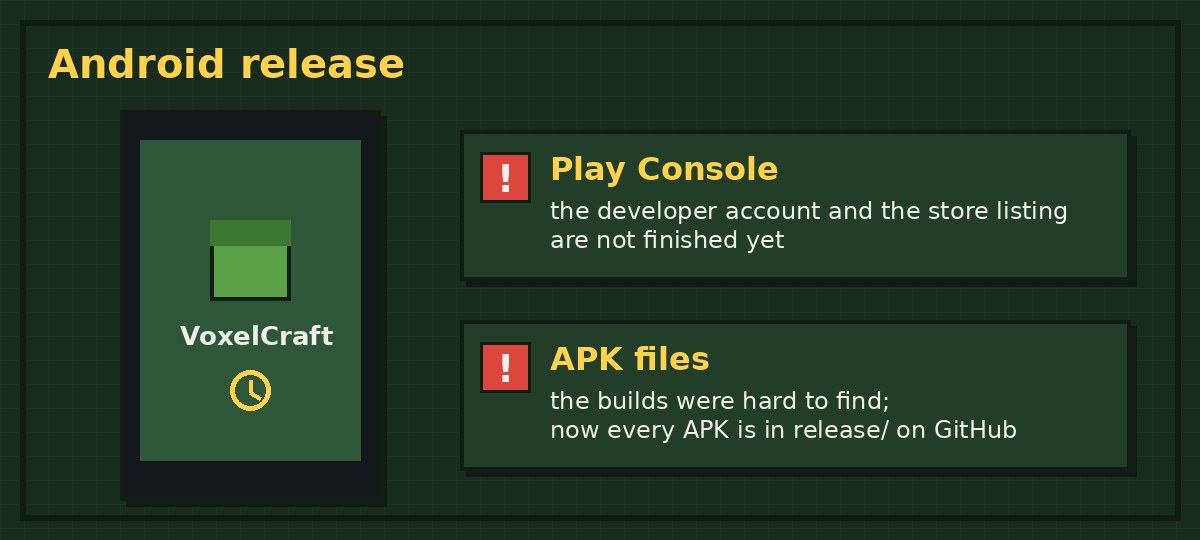 Android release
VoxelCraft
!
Play Console
the developer account and the store listing
are not finished yet
!
APK files
the builds were hard to find;
now every APK is in release/ on GitHub